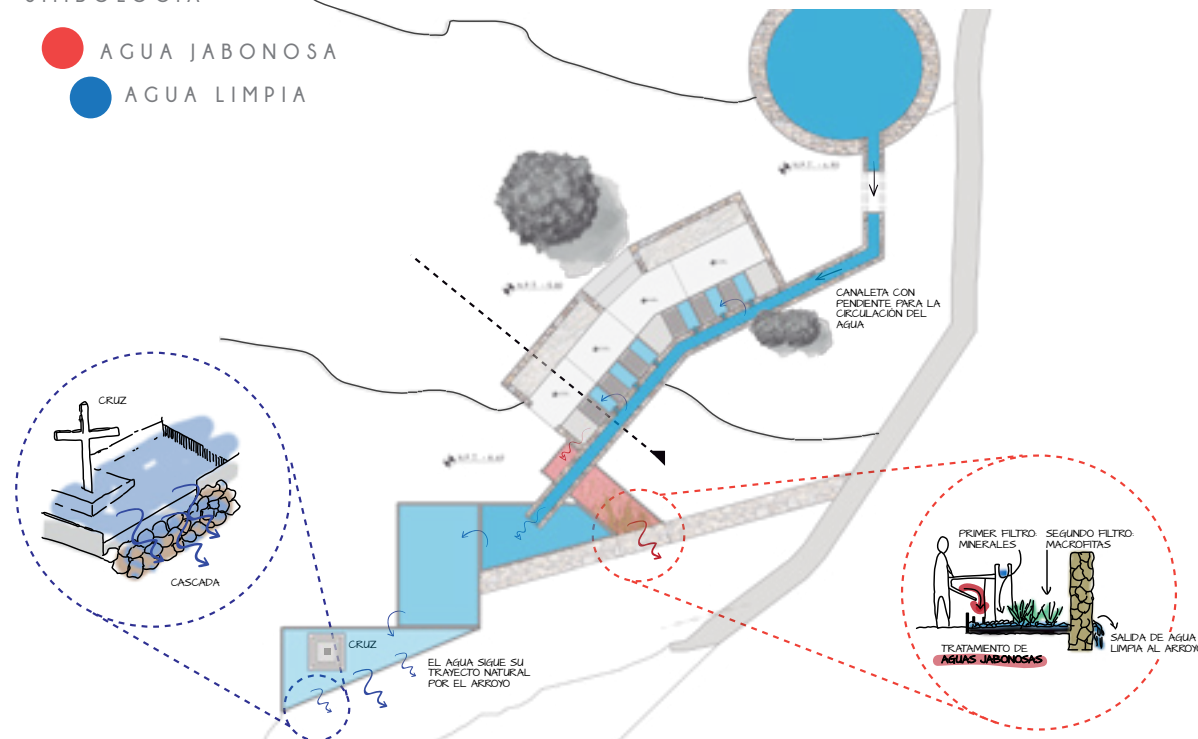 SIMBOLOGÍA
AGUA JABONOSA
AGUA LIMPIA
CANALETA CON
PENDIENTE PARA LA
CIRCULACIÓN DEL
AGUA
CRUZ
CASCADA
CRUZ
EL AGUA SIGUE SU
TRAYECTO NATURAL
POR EL ARROYO
PRIMER FILTRO:
MINERALES
SEGUNDO FILTRO:
MACROFITAS
TRATAMIENTO DE
AGUAS JABONOSAS
SALIDA DE AGUA
LIMPIA AL ARROYO